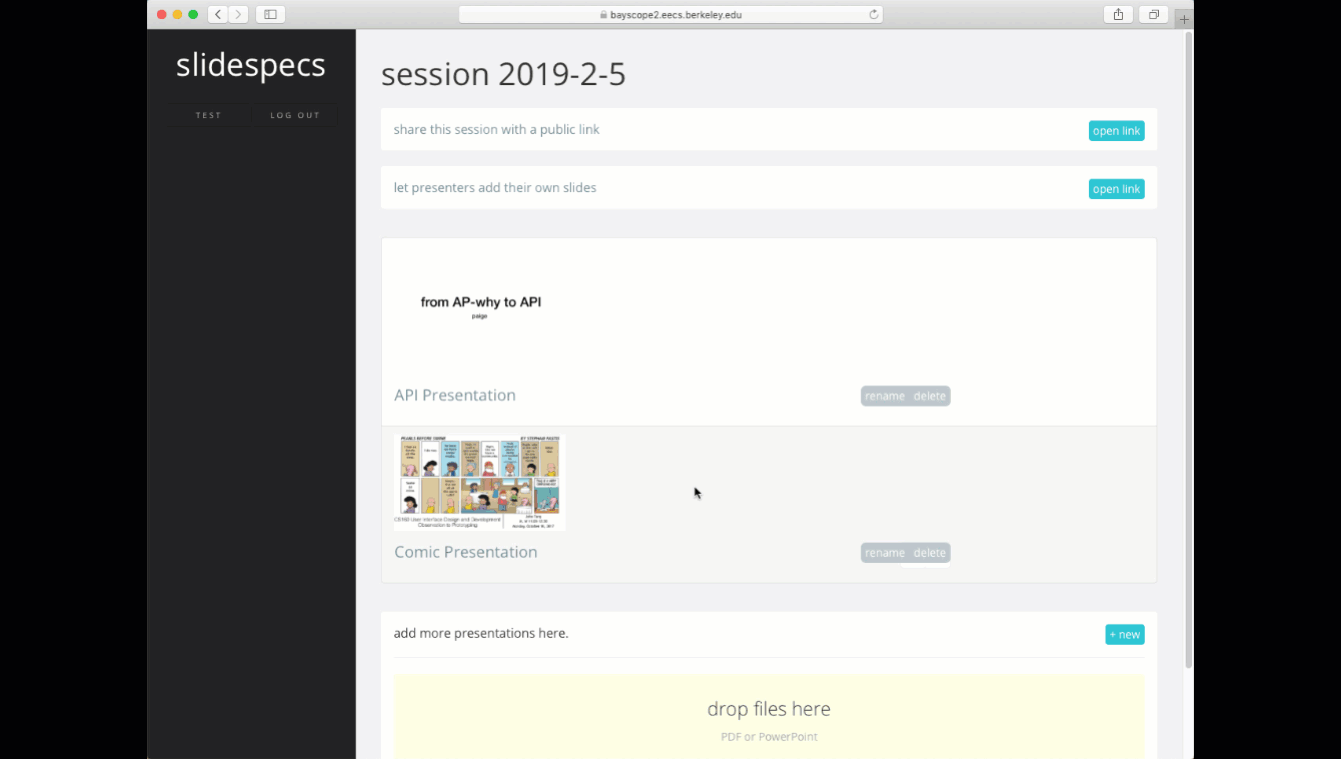 bayscope2.eecs.berkeley.edu
slidespecs
TEST LOG OUT
session 2019-2-5
share this session with a public link open link
let presenters add their own slides open link
from AP-why to API
paige
API Presentation rename delete
PEARLS BEFORE SWINE BY STEPHAN PASTIS
CS160 User Interface Design and Development
Observation to Prototyping
Comic Presentation rename delete
add more presentations here. + new
drop files here
PDF or PowerPoint